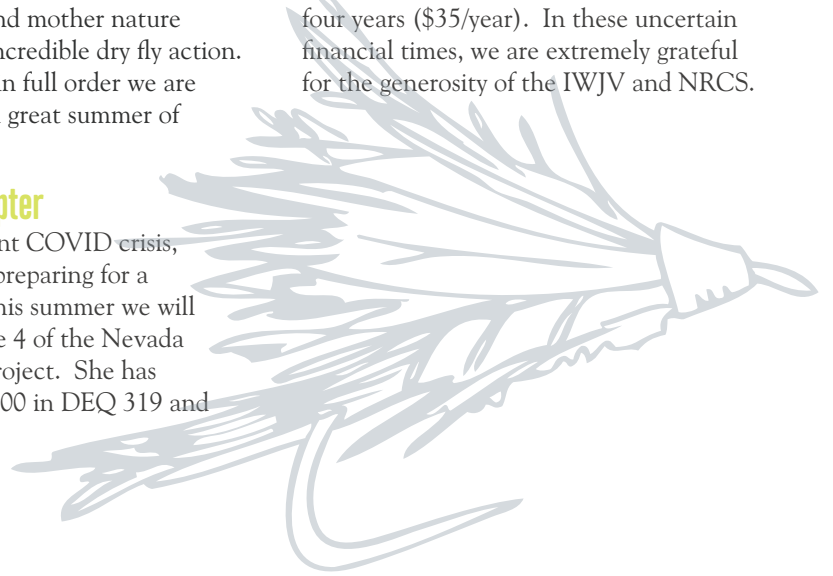 nd mother nature
ncredible dry fly action.
in full order we are
great summer of
pter
nt COVID crisis,
preparing for a
his summer we will
e 4 of the Nevada
roject. She has
00 in DEQ 319 and
four years ($35/year). In these uncertain
financial times, we are extremely grateful
for the generosity of the IWJV and NRCS.